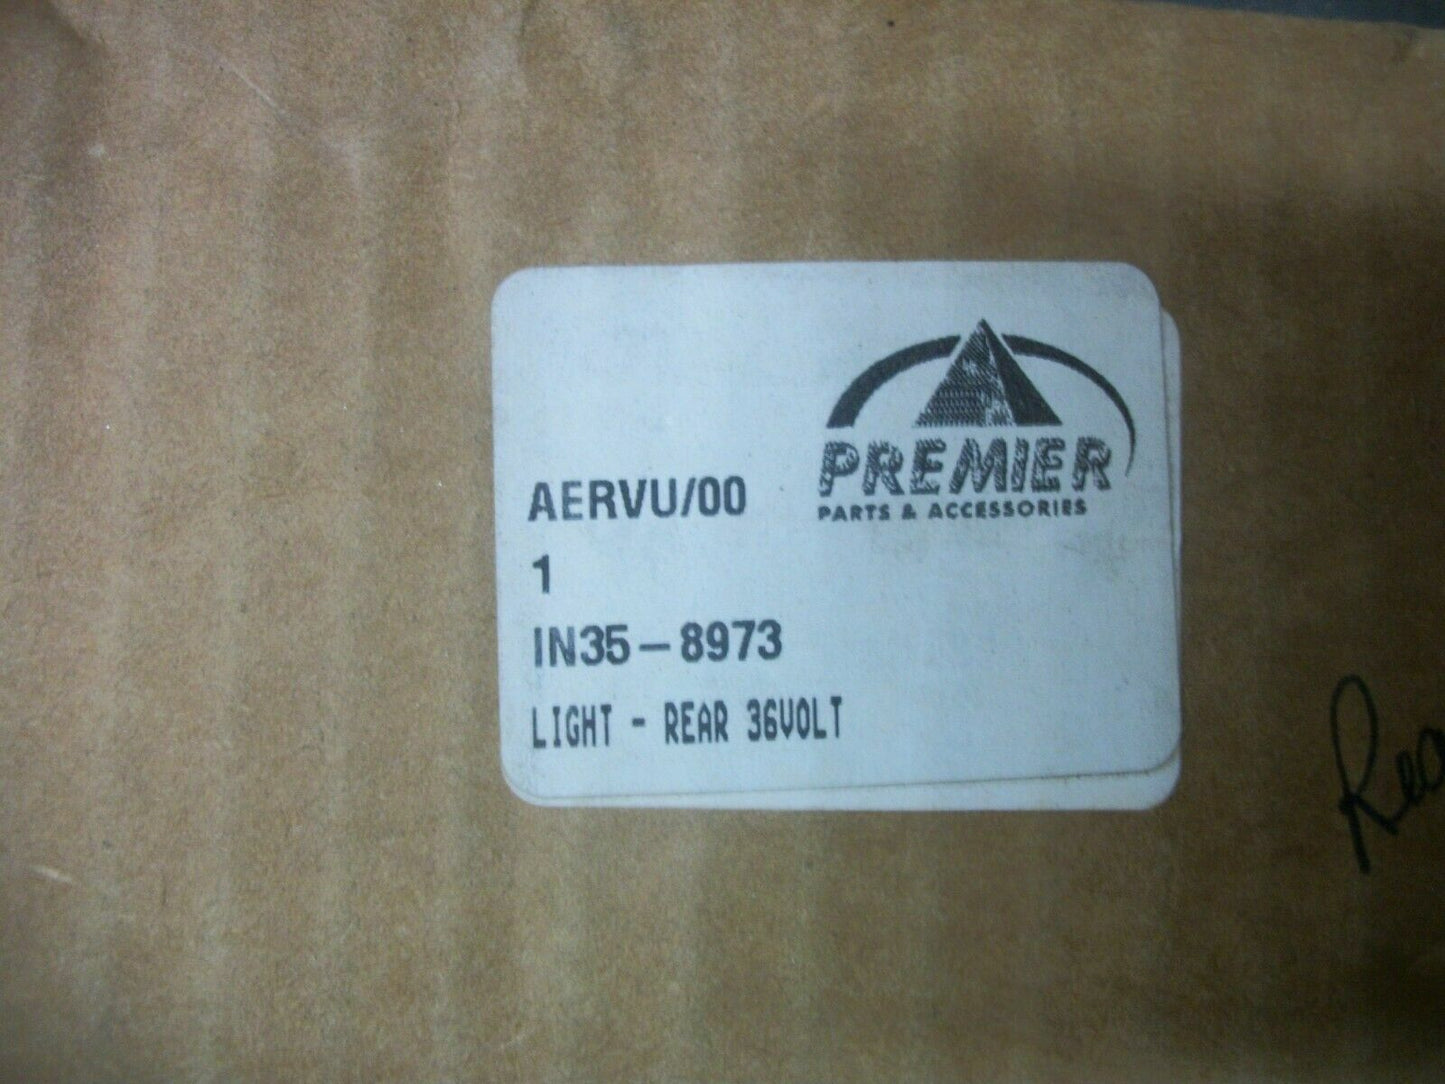 PREMIER
PARTS & ACCESSORIES
AERVU/00
1
IN35-8973
LIGHT - REAR 36VOLT